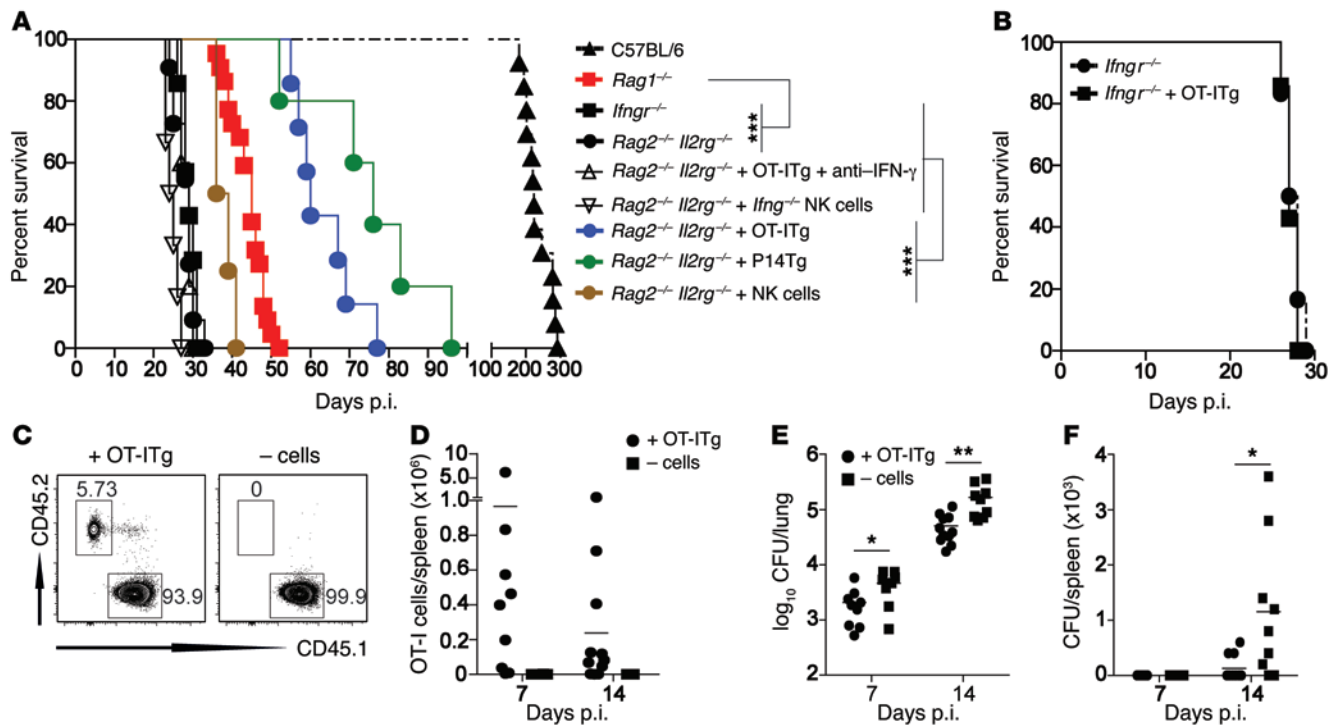 A
Percent survival
100
80
60
40
20
0
0 10 20 30 40 50 60 70 80 90 100 200 300
Days p.i.
C57BL/6
Rag1–/–
Ifngr–/–
Rag2–/– Il2rg–/–
Rag2–/– Il2rg–/– + OT-ITg + anti–IFN-γ
Rag2–/– Il2rg–/– + Ifng–/– NK cells
Rag2–/– Il2rg–/– + OT-ITg
Rag2–/– Il2rg–/– + P14Tg
Rag2–/– Il2rg–/– + NK cells
***
***
B
Percent survival
100
80
60
40
20
0
0 10 20 30
Days p.i.
Ifngr–/–
Ifngr–/– + OT-ITg
C
+ OT-ITg – cells
CD45.2
5.73 0
93.9 99.9
CD45.1
D
+ OT-ITg
– cells
OT-I cells/spleen (x10⁶)
10
5.0
1.0
0.8
0.6
0.4
0.2
0
7 14
Days p.i.
E
+ OT-ITg
– cells
log₁₀ CFU/lung
6
5
4
3
2
* **
7 14
Days p.i.
F
CFU/spleen (x10³)
4
3
2
1
0
*
7 14
Days p.i.